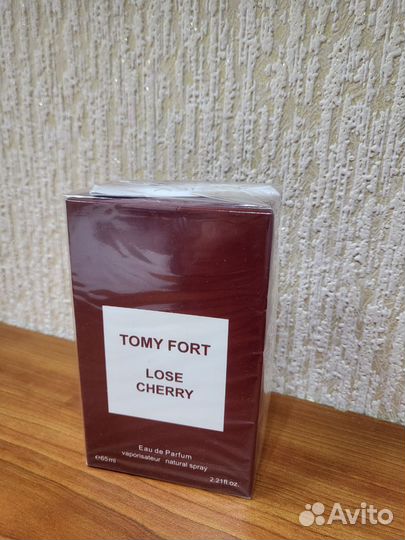 TOMY FORT
LOSE
CHERRY
Eau de Parfum
vaporisateur natural spray
℮65ml 2.21fl.oz.
Avito